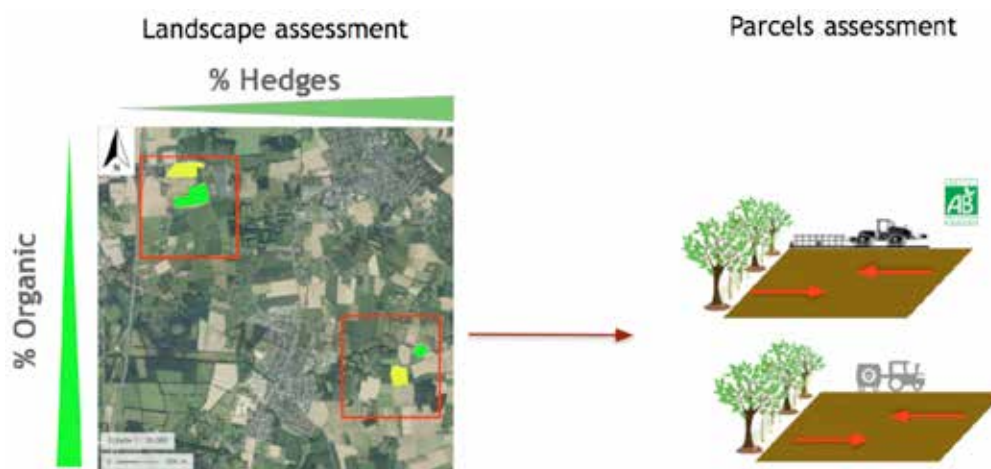 Landscape assessment
Parcels assessment
% Hedges
% Organic
N
AB